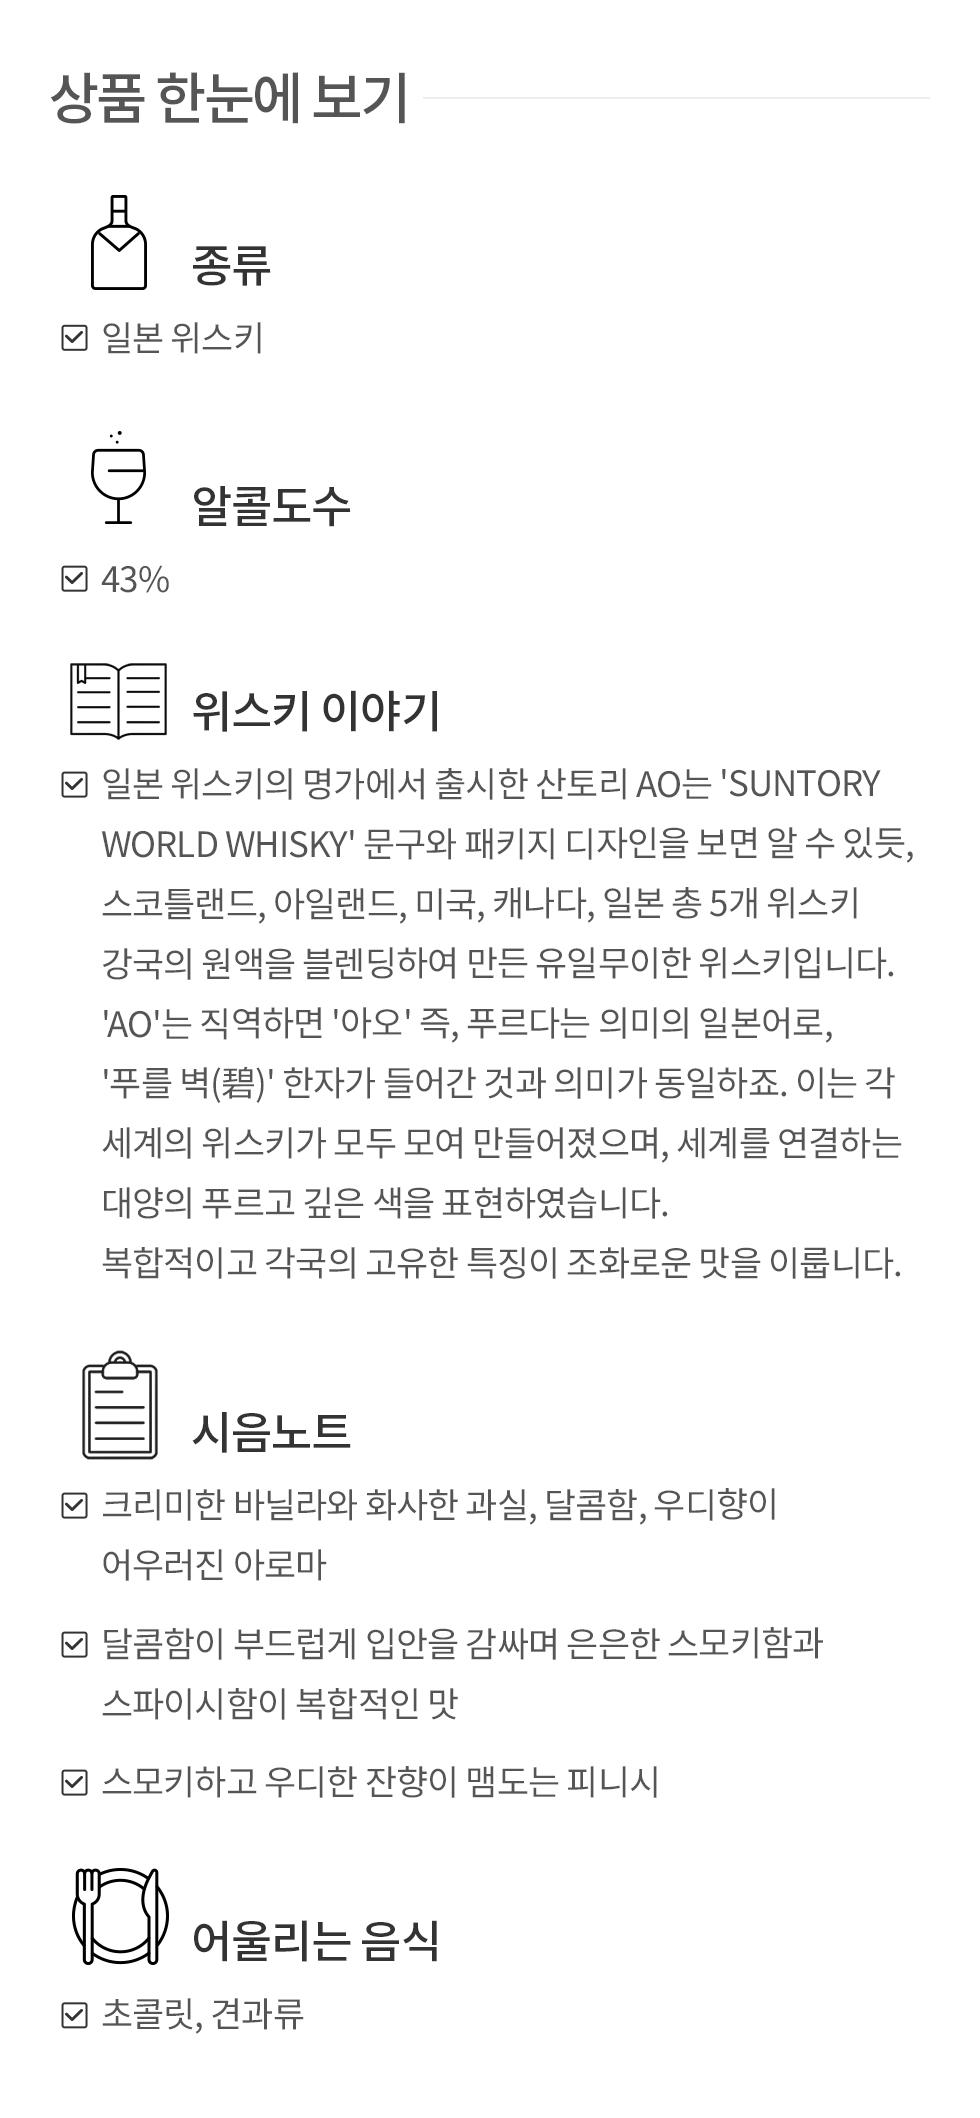 상품 한눈에 보기
종류
일본 위스키
알콜도수
43%
위스키 이야기
일본 위스키의 명가에서 출시한 산토리 AO는 'SUNTORY
WORLD WHISKY' 문구와 패키지 디자인을 보면 알 수 있듯,
스코틀랜드, 아일랜드, 미국, 캐나다, 일본 총 5개 위스키
강국의 원액을 블렌딩하여 만든 유일무이한 위스키입니다.
'AO'는 직역하면 '아오' 즉, 푸르다는 의미의 일본어로,
'푸를 벽(碧)' 한자가 들어간 것과 의미가 동일하죠. 이는 각
세계의 위스키가 모두 모여 만들어졌으며, 세계를 연결하는
대양의 푸르고 깊은 색을 표현하였습니다.
복합적이고 각국의 고유한 특징이 조화로운 맛을 이룹니다.
시음노트
크리미한 바닐라와 화사한 과실, 달콤함, 우디향이
어우러진 아로마
달콤함이 부드럽게 입안을 감싸며 은은한 스모키함과
스파이시함이 복합적인 맛
스모키하고 우디한 잔향이 맴도는 피니시
어울리는 음식
초콜릿, 견과류